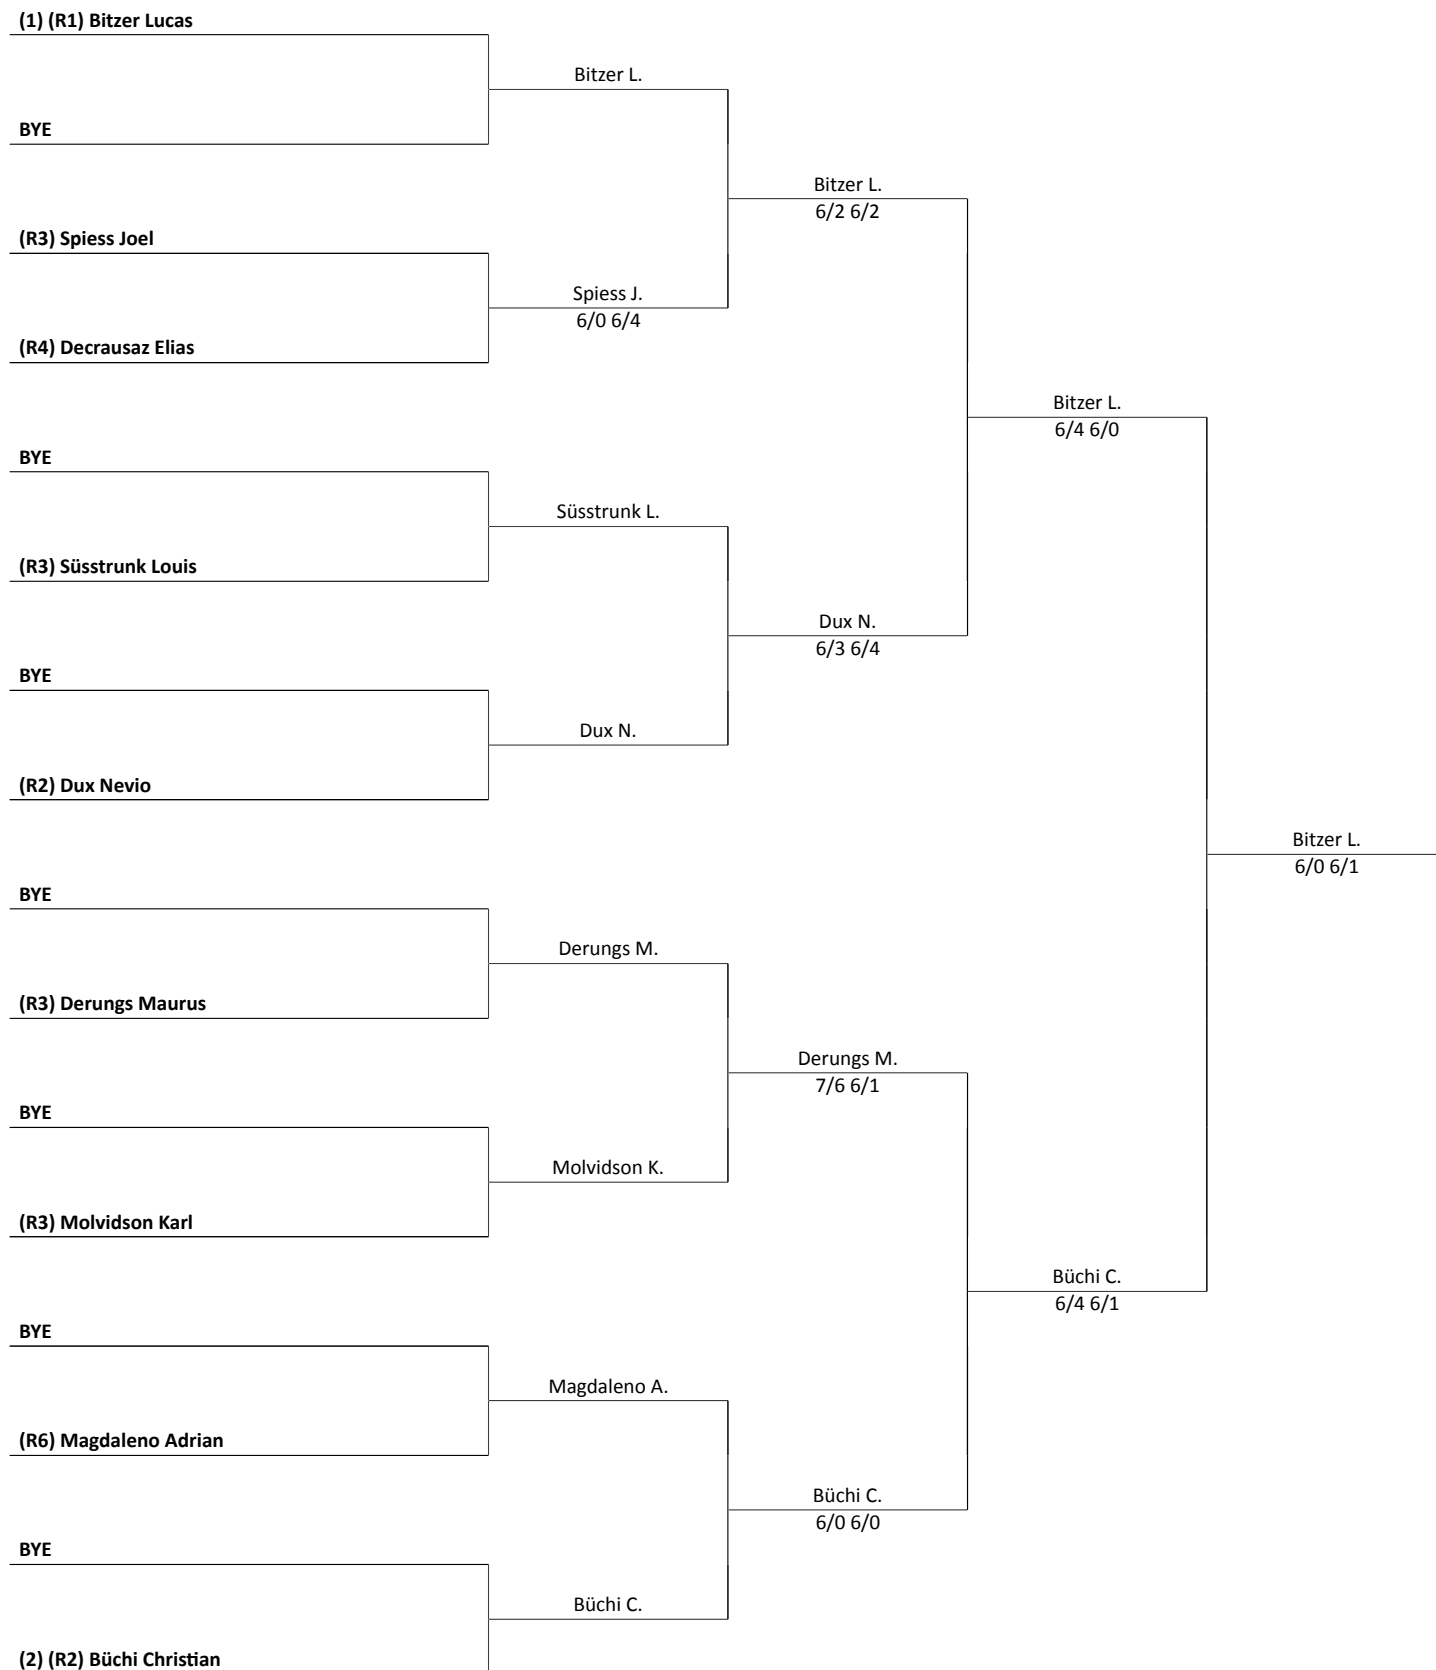 (1) (R1) Bitzer Lucas
Bitzer L.
BYE
Bitzer L.
6/2 6/2
(R3) Spiess Joel
Spiess J.
6/0 6/4
(R4) Decrausaz Elias
Bitzer L.
6/4 6/0
BYE
Süsstrunk L.
(R3) Süsstrunk Louis
Dux N.
6/3 6/4
BYE
Dux N.
(R2) Dux Nevio
Bitzer L.
6/0 6/1
BYE
Derungs M.
(R3) Derungs Maurus
Derungs M.
7/6 6/1
BYE
Molvidson K.
(R3) Molvidson Karl
Büchi C.
6/4 6/1
BYE
Magdaleno A.
(R6) Magdaleno Adrian
Büchi C.
6/0 6/0
BYE
Büchi C.
(2) (R2) Büchi Christian